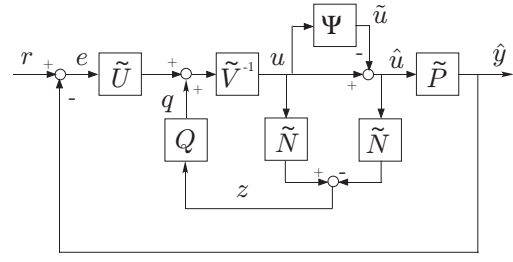 Ψ ũ
r + e Ũ + q + Ṽ⁻¹ u + - û P̃ ŷ
-
Q Ñ Ñ
+ -
z